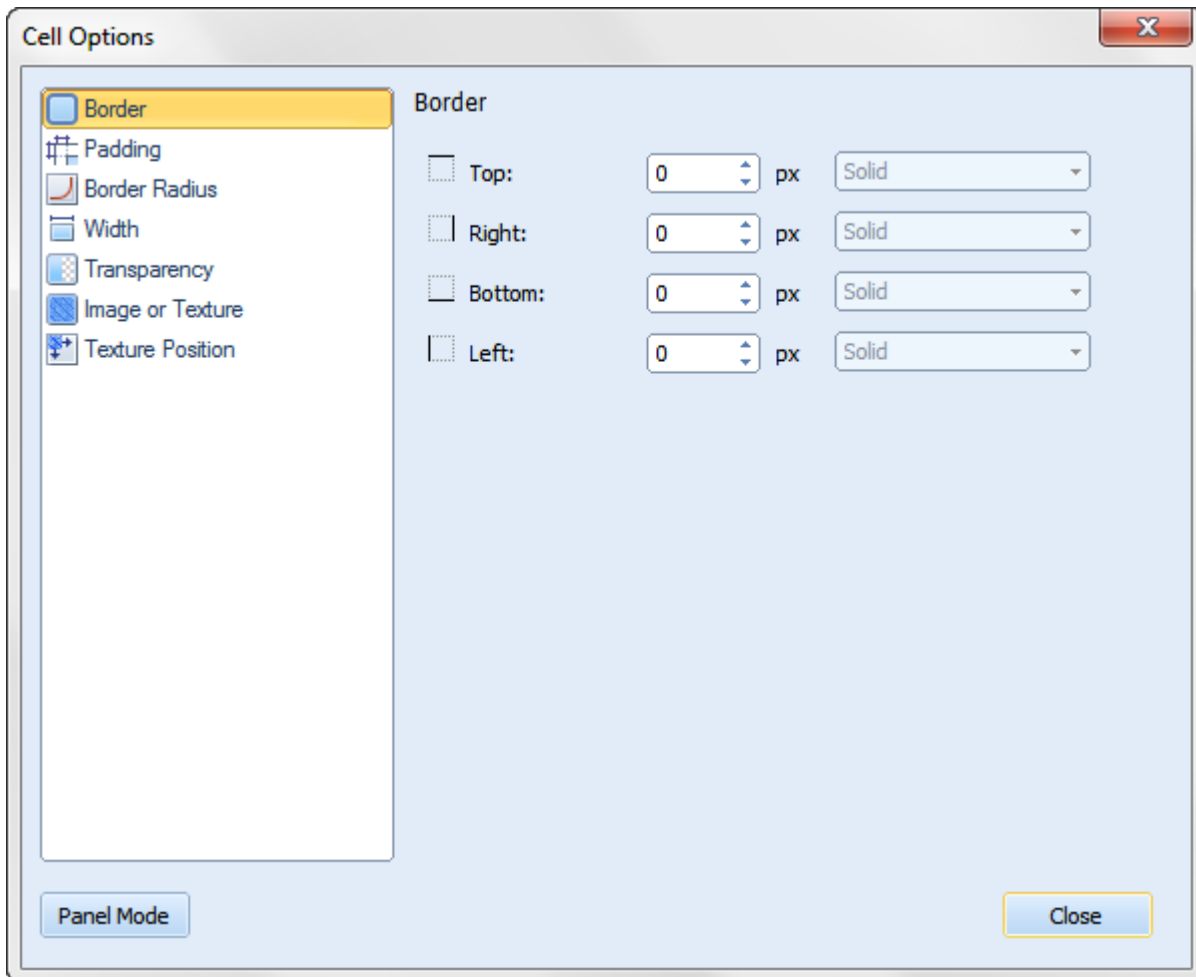 Cell Options
Border
Padding
Border Radius
Width
Transparency
Image or Texture
Texture Position
Border
Top: 0 px Solid
Right: 0 px Solid
Bottom: 0 px Solid
Left: 0 px Solid
Panel Mode
Close